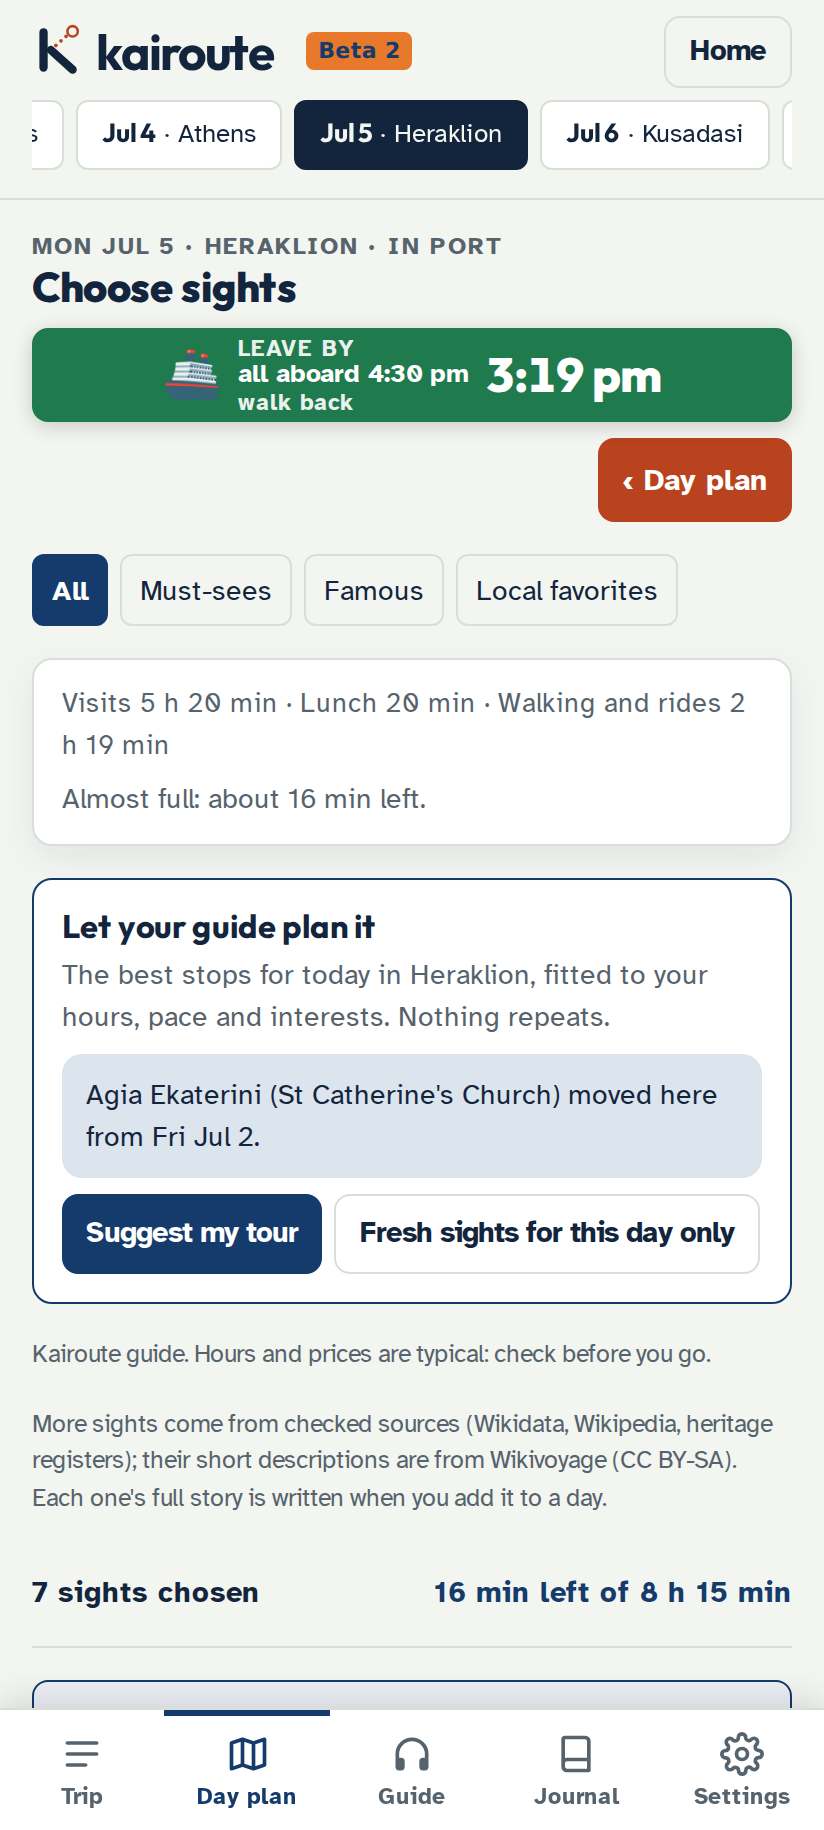 kairoute
Beta 2
Home
s
Jul 4 · Athens
Jul 5 · Heraklion
Jul 6 · Kusadasi
MON JUL 5 · HERAKLION · IN PORT
Choose sights
LEAVE BY
all aboard 4:30 pm
walk back
3:19 pm
‹ Day plan
All
Must-sees
Famous
Local favorites
Visits 5 h 20 min · Lunch 20 min · Walking and rides 2
h 19 min
Almost full: about 16 min left.
Let your guide plan it
The best stops for today in Heraklion, fitted to your
hours, pace and interests. Nothing repeats.
Agia Ekaterini (St Catherine's Church) moved here
from Fri Jul 2.
Suggest my tour
Fresh sights for this day only
Kairoute guide. Hours and prices are typical: check before you go.
More sights come from checked sources (Wikidata, Wikipedia, heritage
registers); their short descriptions are from Wikivoyage (CC BY-SA).
Each one's full story is written when you add it to a day.
7 sights chosen
16 min left of 8 h 15 min
Trip
Day plan
Guide
Journal
Settings